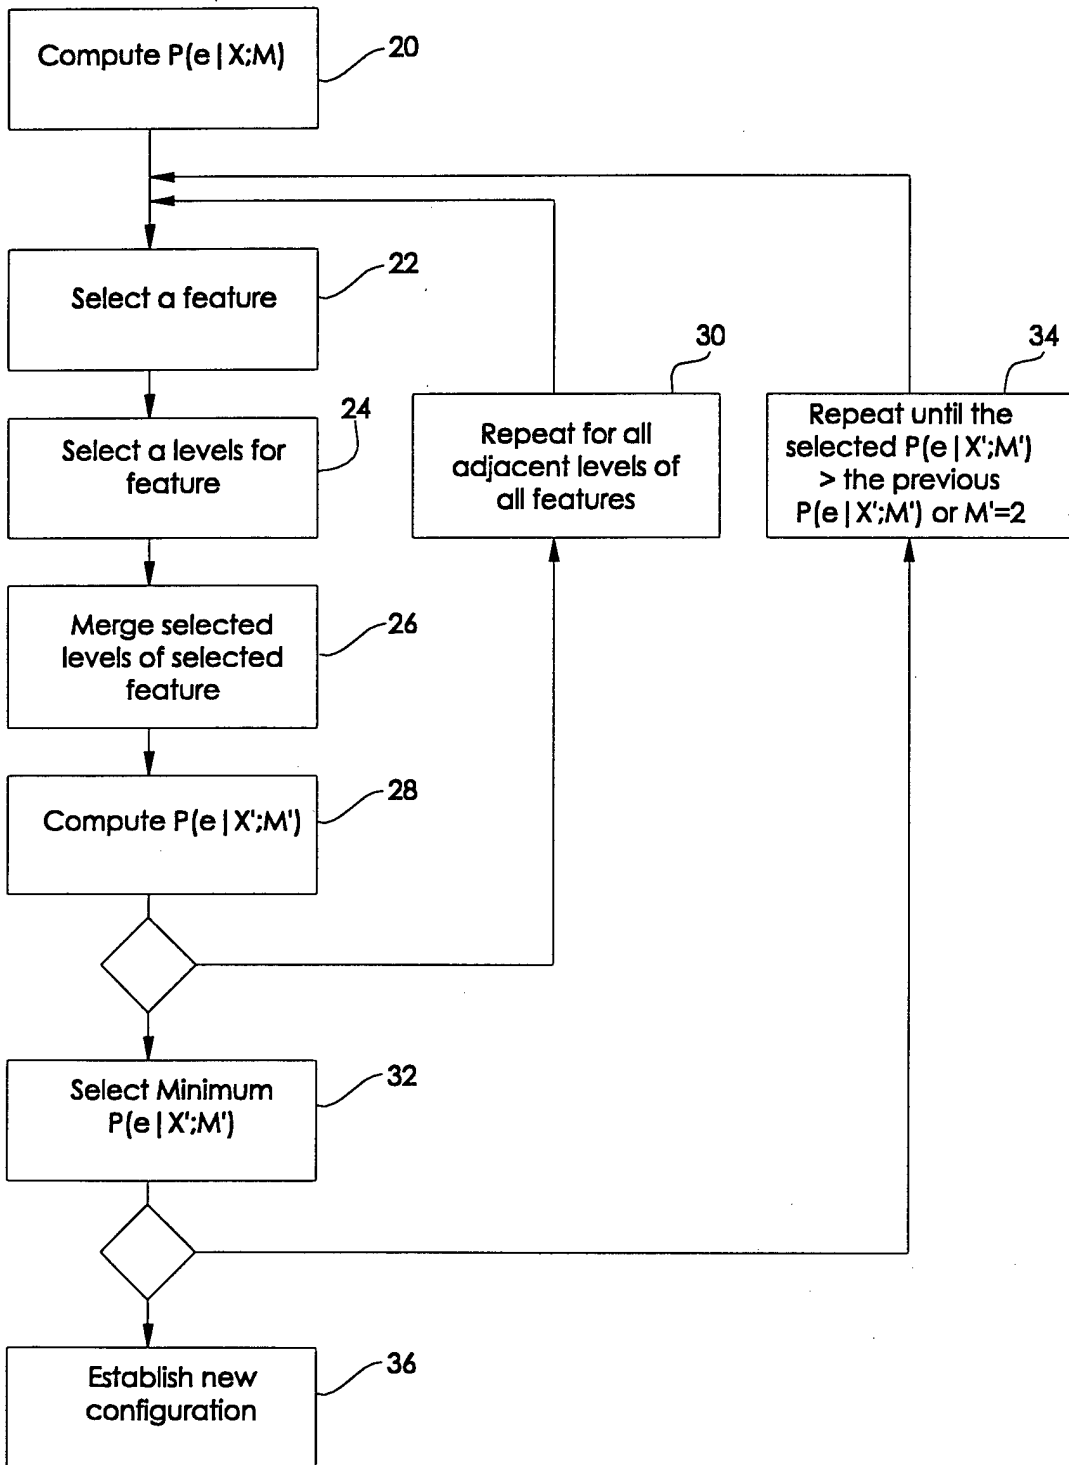 Compute P(e | X;M)
20
Select a feature
22
Select a levels for
feature
24
Merge selected
levels of selected
feature
26
Compute P(e | X';M')
28
Repeat for all
adjacent levels of
all features
30
Repeat until the
selected P(e | X';M')
> the previous
P(e | X';M') or M'=2
34
Select Minimum
P(e | X';M')
32
Establish new
configuration
36